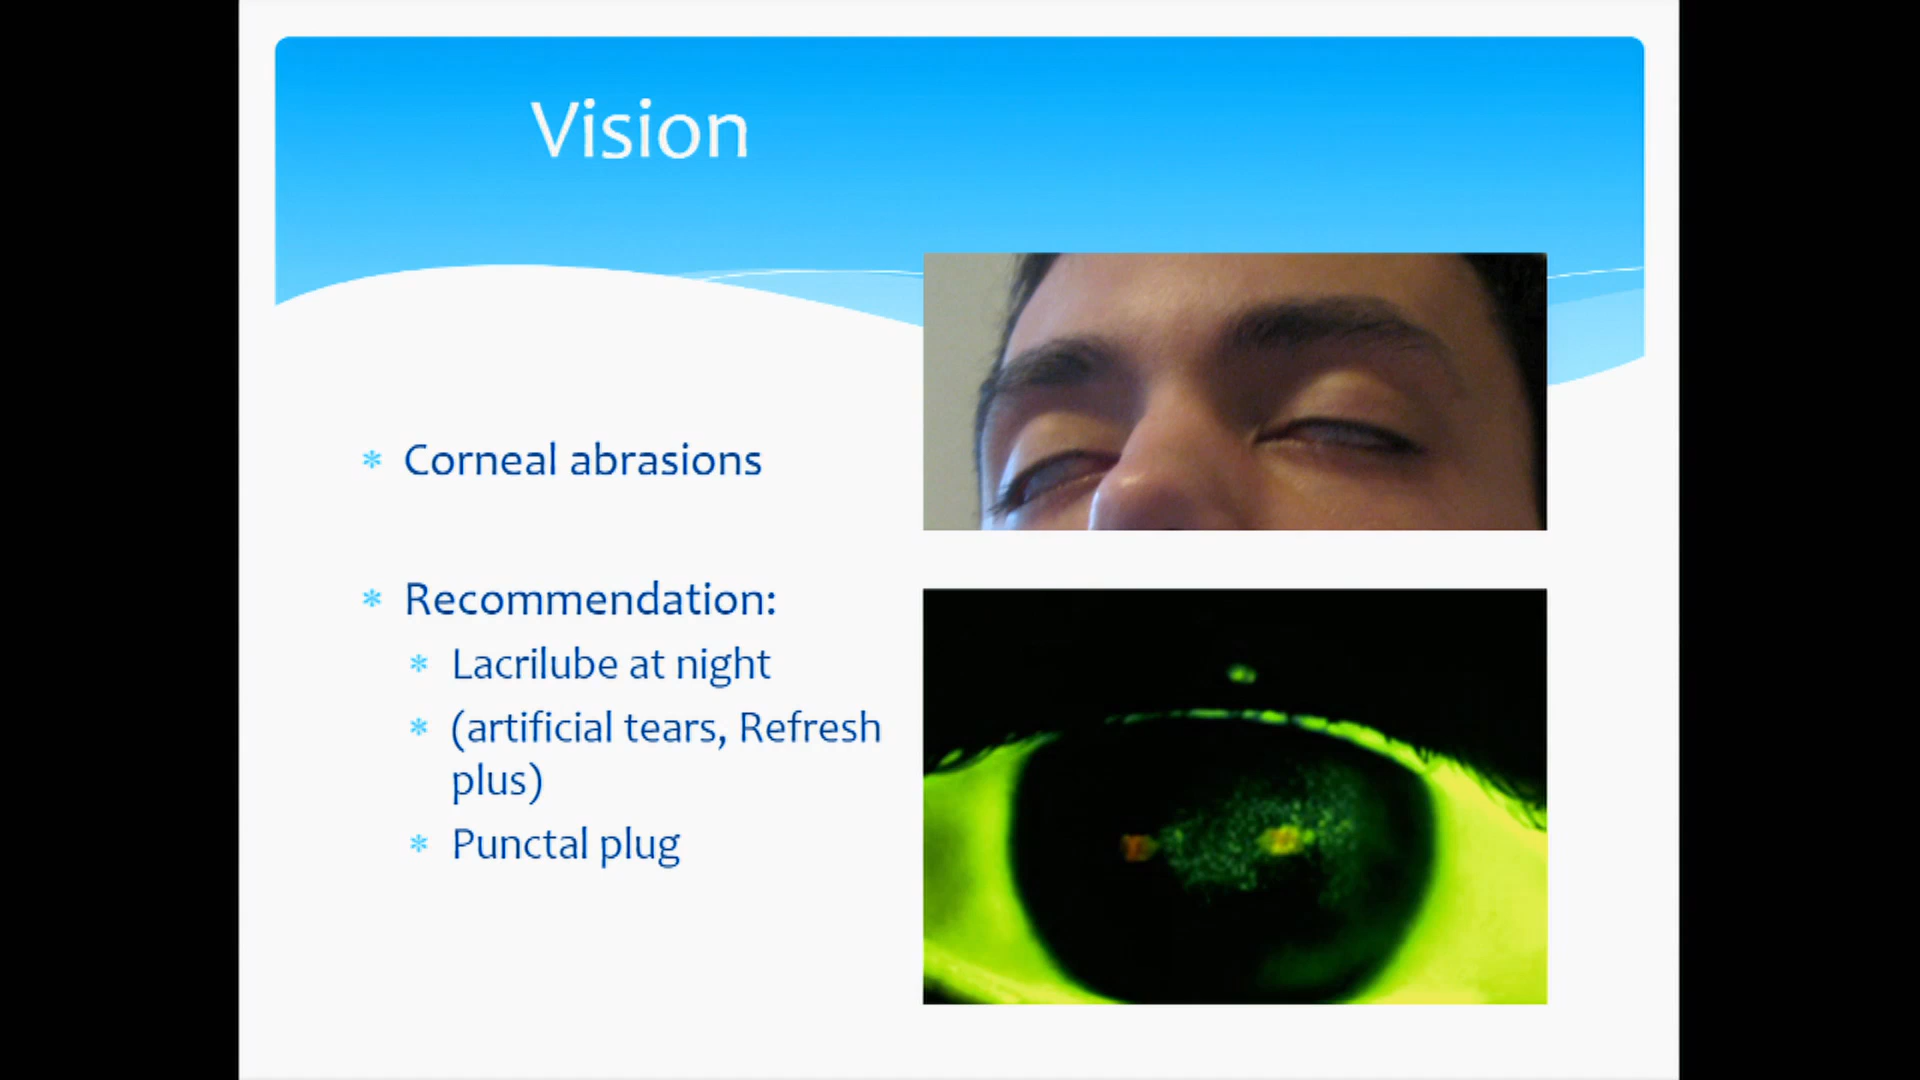 Vision
* Corneal abrasions
* Recommendation:
* Lacrilube at night
* (artificial tears, Refresh
plus)
* Punctal plug